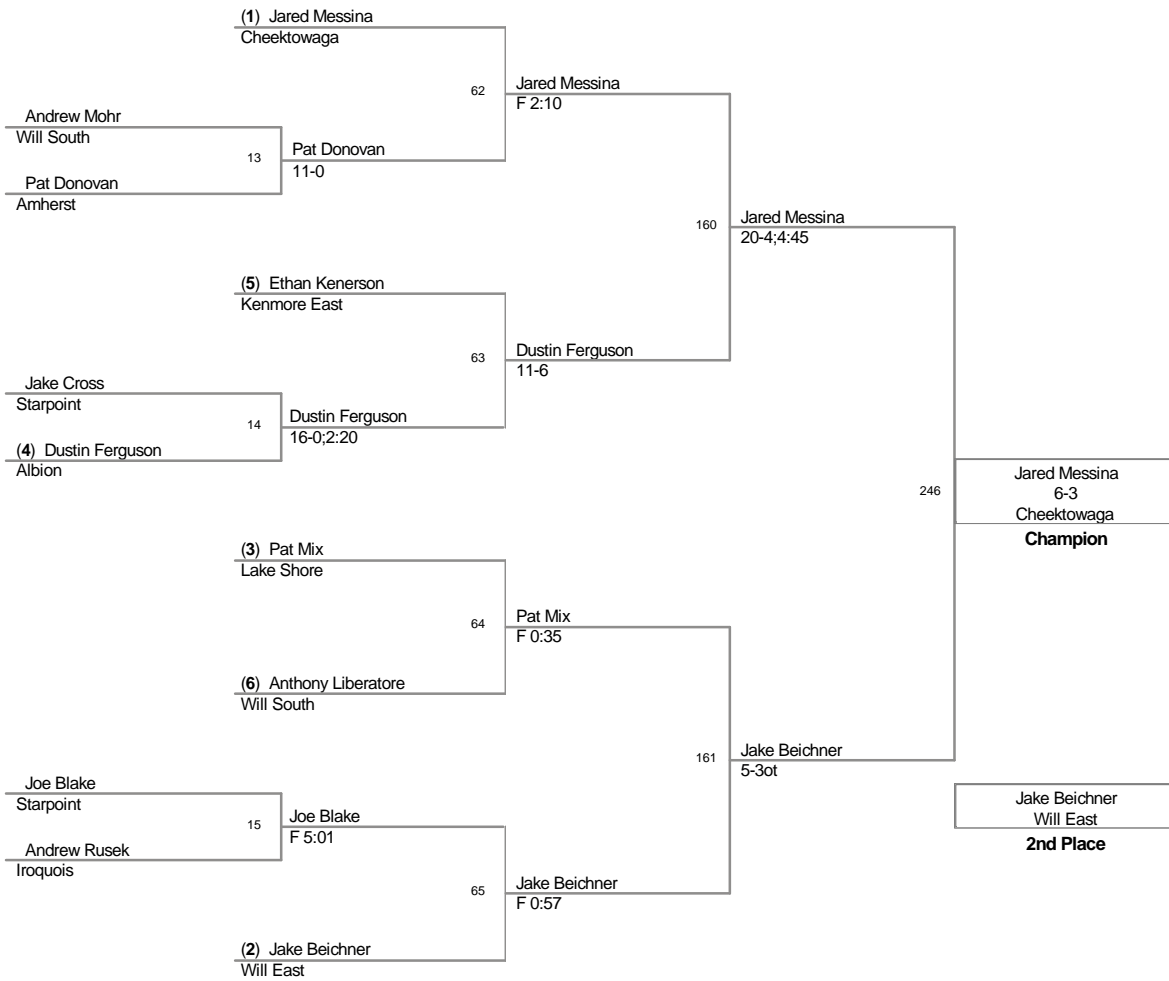 (1) Jared Messina
Cheektowaga
62
Jared Messina
F 2:10
Andrew Mohr
Will South
13
Pat Donovan
11-0
Pat Donovan
Amherst
160
Jared Messina
20-4;4:45
(5) Ethan Kenerson
Kenmore East
63
Dustin Ferguson
11-6
Jake Cross
Starpoint
14
Dustin Ferguson
16-0;2:20
(4) Dustin Ferguson
Albion
246
Jared Messina
6-3
Cheektowaga
Champion
(3) Pat Mix
Lake Shore
64
Pat Mix
F 0:35
(6) Anthony Liberatore
Will South
161
Jake Beichner
5-3ot
Joe Blake
Starpoint
15
Joe Blake
F 5:01
Andrew Rusek
Iroquois
65
Jake Beichner
F 0:57
(2) Jake Beichner
Will East
Jake Beichner
Will East
2nd Place